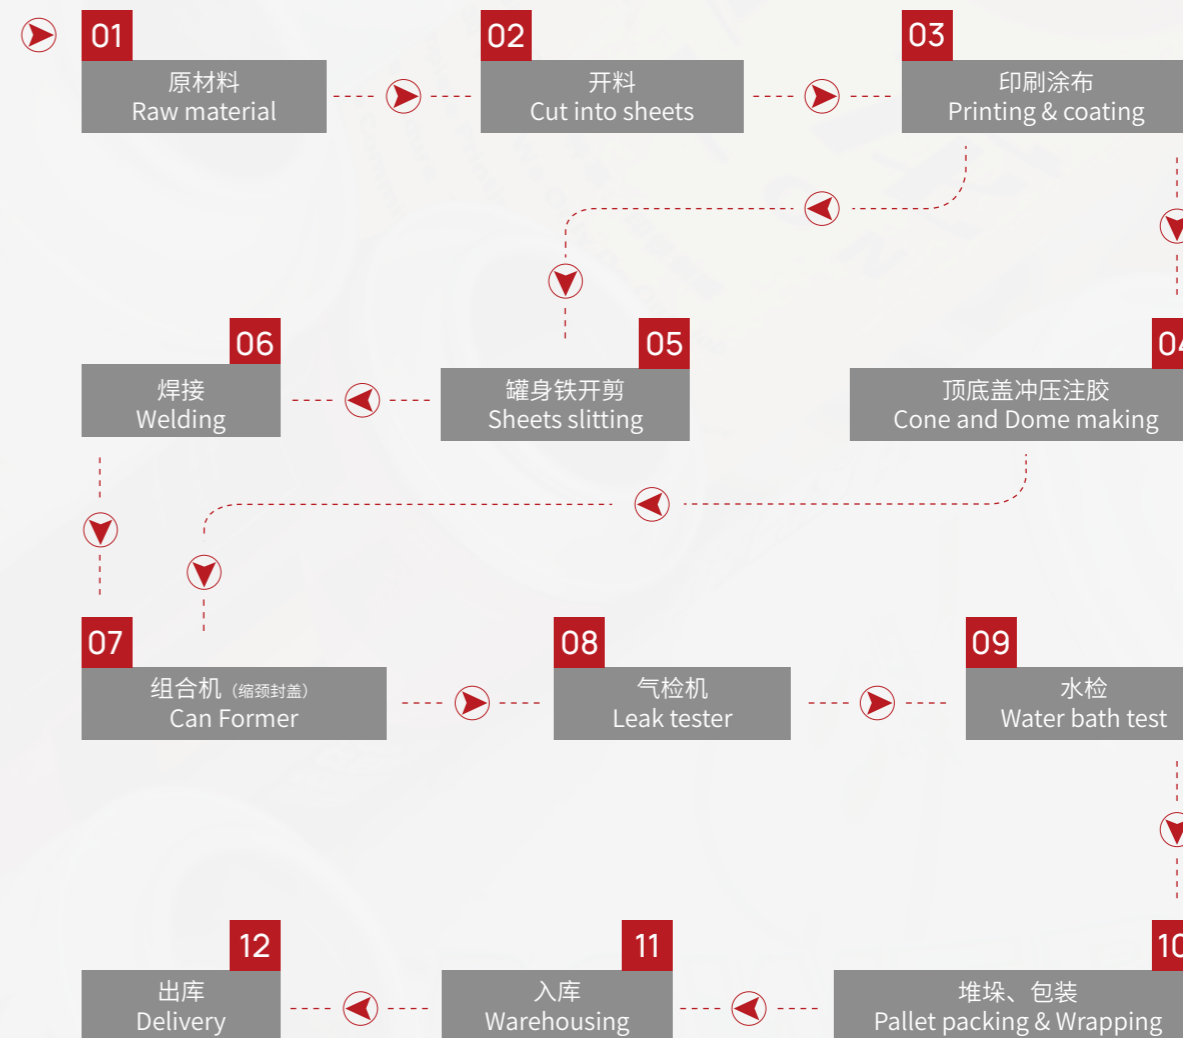 01
原材料
Raw material
02
开料
Cut into sheets
03
印刷涂布
Printing & coating
04
顶底盖冲压注胶
Cone and Dome making
05
罐身铁开剪
Sheets slitting
06
焊接
Welding
07
组合机（缩颈封盖）
Can Former
08
气检机
Leak tester
09
水检
Water bath test
10
堆垛、包装
Pallet packing & Wrapping
11
入库
Warehousing
12
出库
Delivery